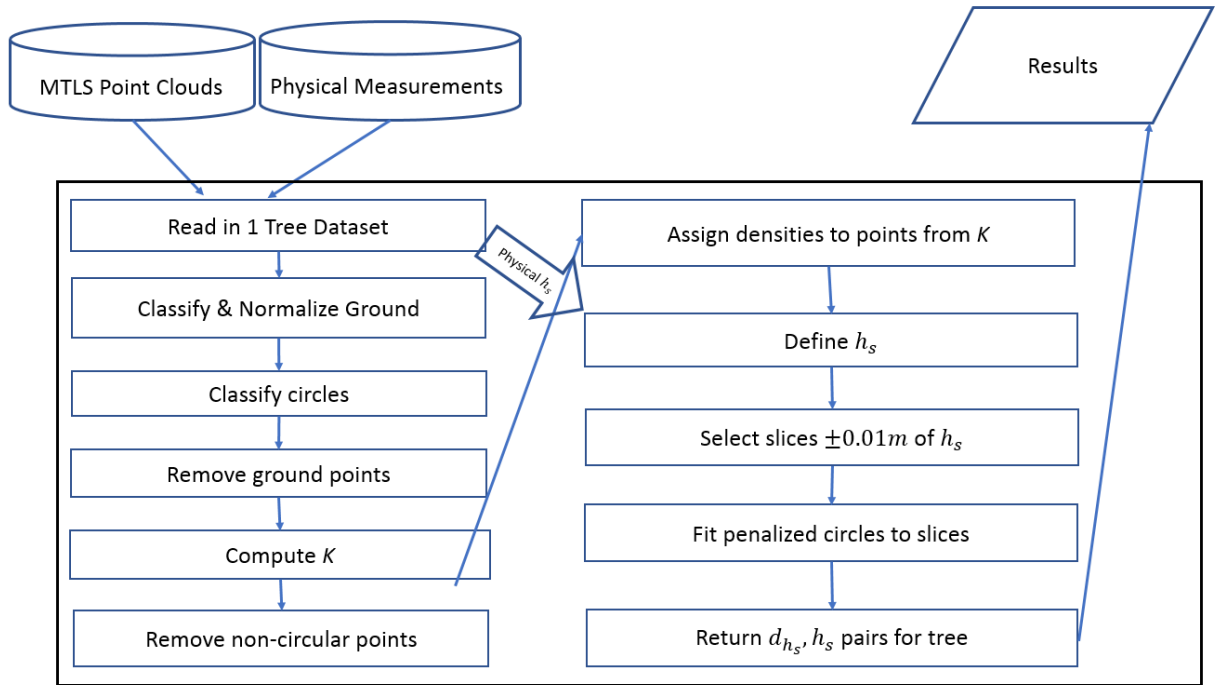 MTLS Point Clouds
Physical Measurements
Results
Read in 1 Tree Dataset
Classify & Normalize Ground
Classify circles
Remove ground points
Compute K
Remove non-circular points
Physical hₛ
Assign densities to points from K
Define hₛ
Select slices ±0.01m of hₛ
Fit penalized circles to slices
Return d_{hₛ}, hₛ pairs for tree